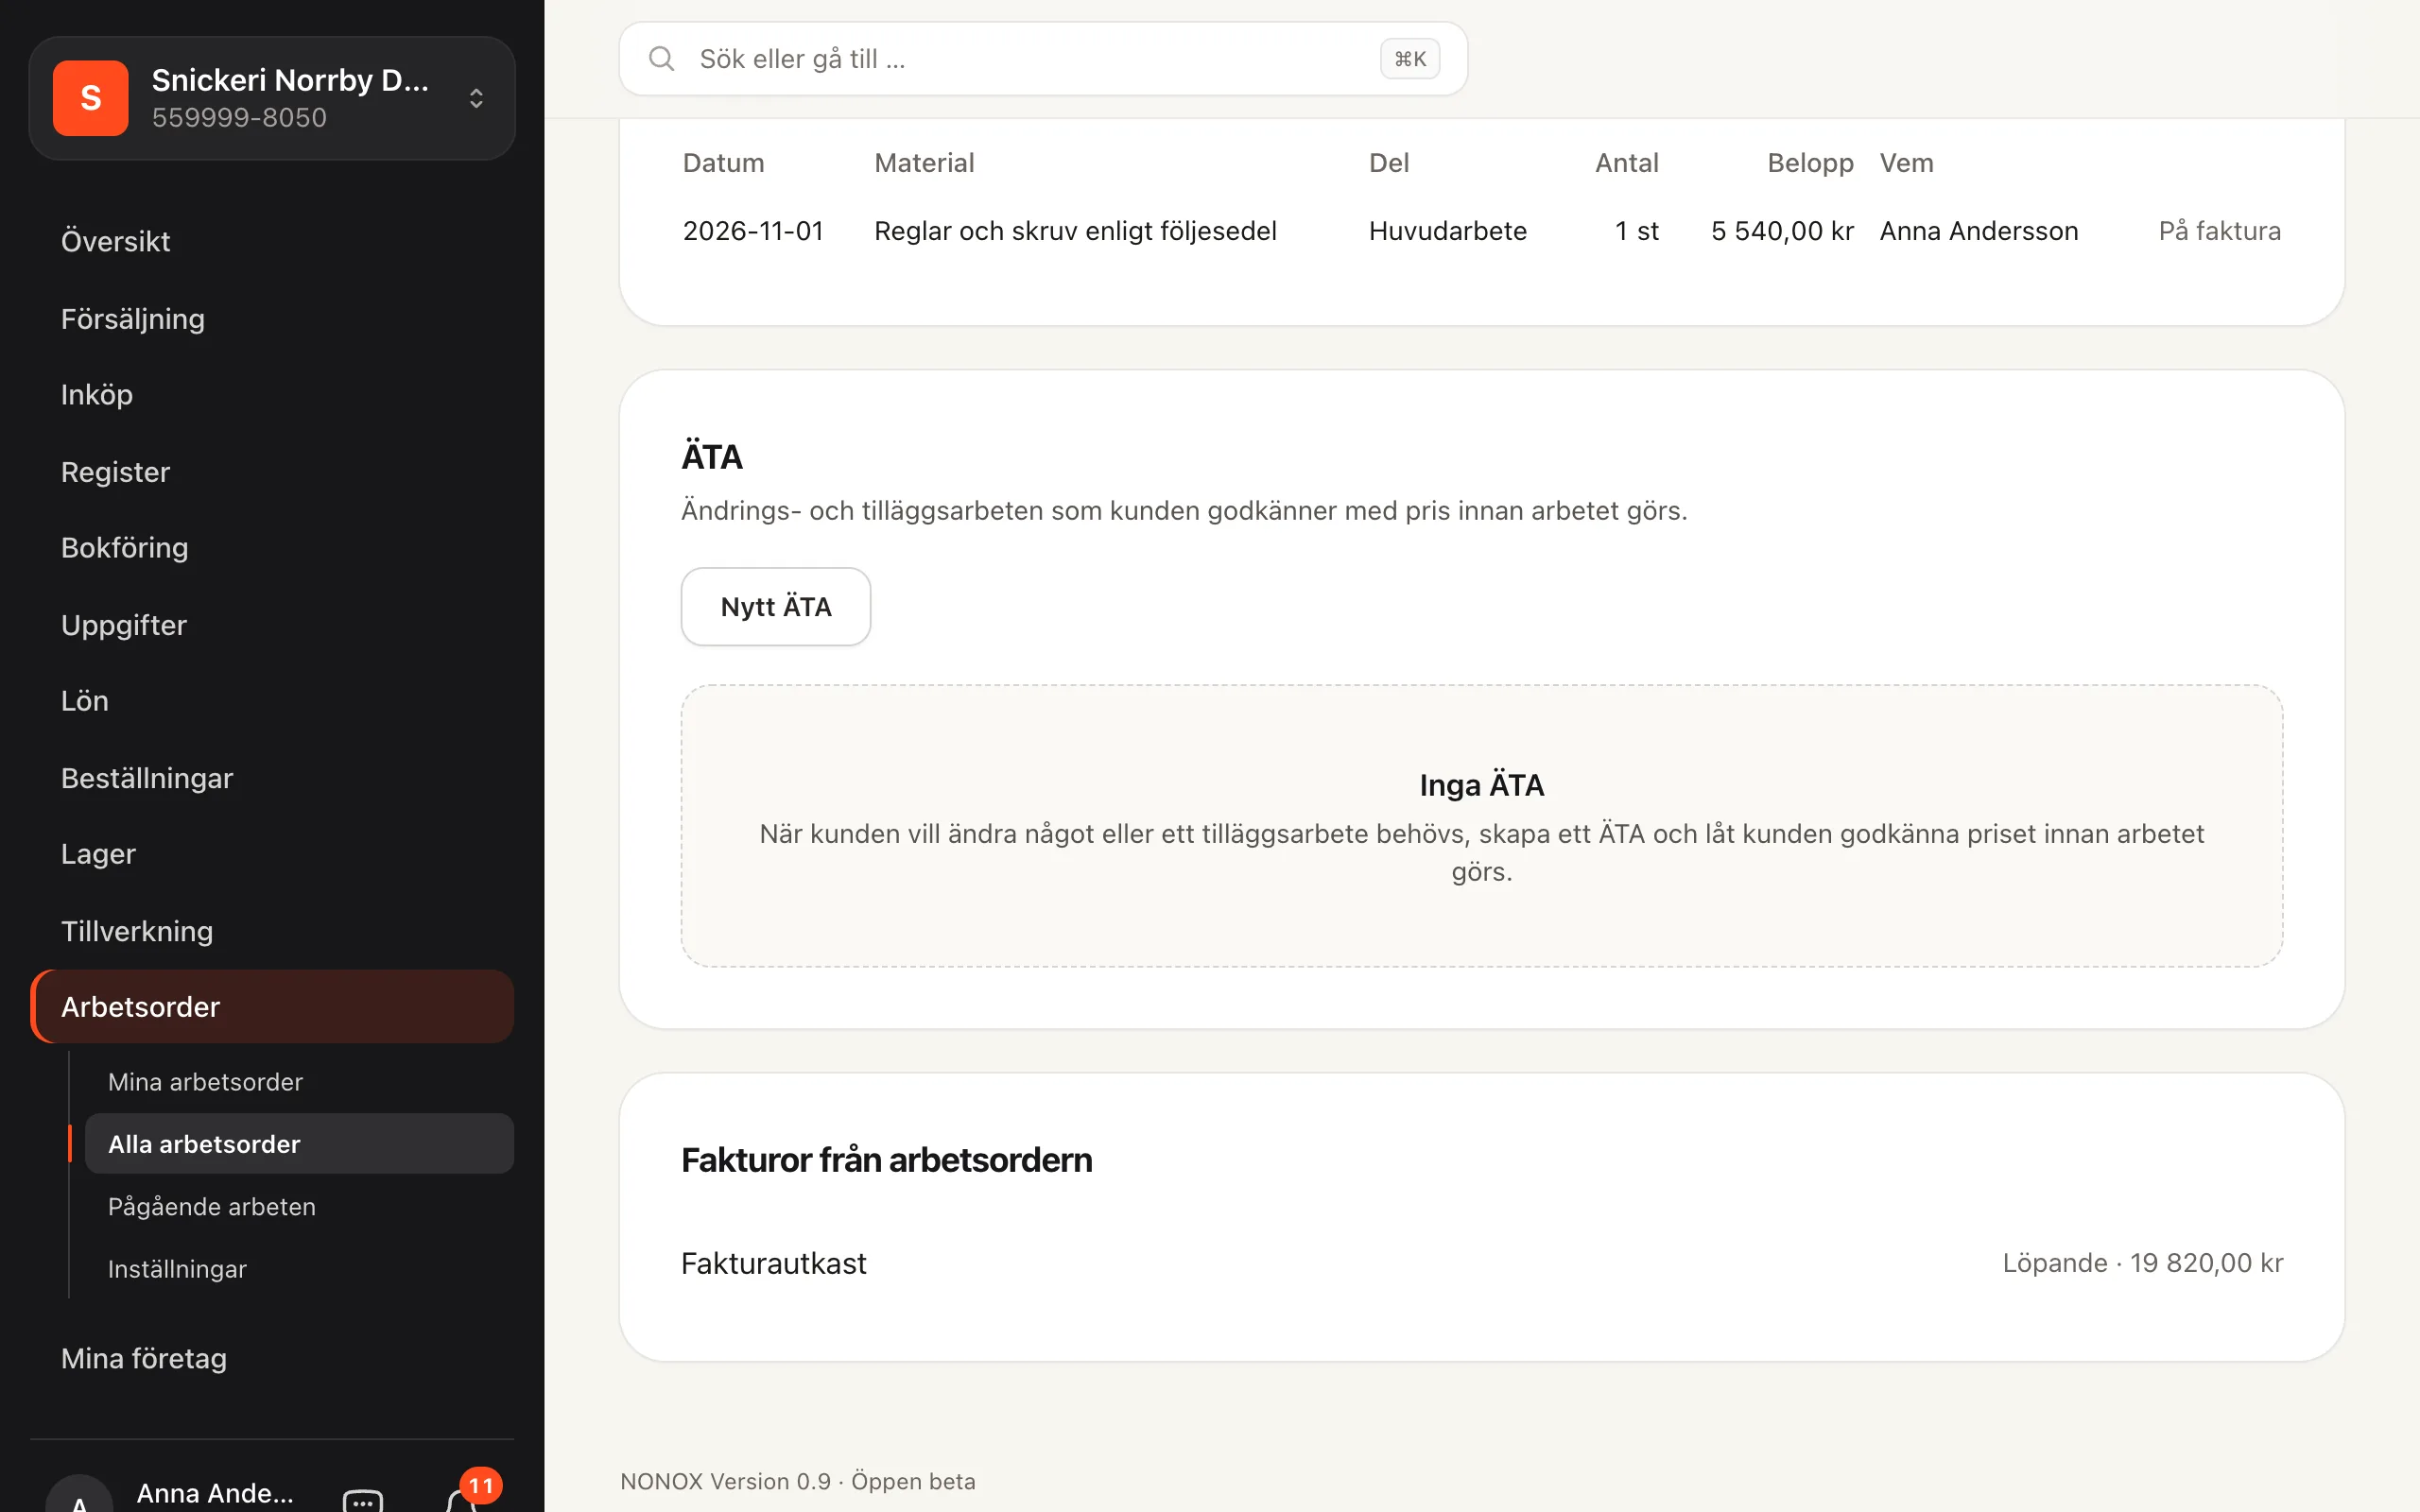 S
Snickeri Norrby D...
559999-8050
Översikt
Försäljning
Inköp
Register
Bokföring
Uppgifter
Lön
Beställningar
Lager
Tillverkning
Arbetsorder
Mina arbetsorder
Alla arbetsorder
Pågående arbeten
Inställningar
Mina företag
A
Anna Ande...
11
Sök eller gå till ...
⌘K
Datum Material Del Antal Belopp Vem
2026-11-01 Reglar och skruv enligt följesedel Huvudarbete 1 st 5 540,00 kr Anna Andersson På faktura
ÄTA
Ändrings- och tilläggsarbeten som kunden godkänner med pris innan arbetet görs.
Nytt ÄTA
Inga ÄTA
När kunden vill ändra något eller ett tilläggsarbete behövs, skapa ett ÄTA och låt kunden godkänna priset innan arbetet
görs.
Fakturor från arbetsordern
Fakturautkast Löpande · 19 820,00 kr
NONOX Version 0.9 · Öppen beta